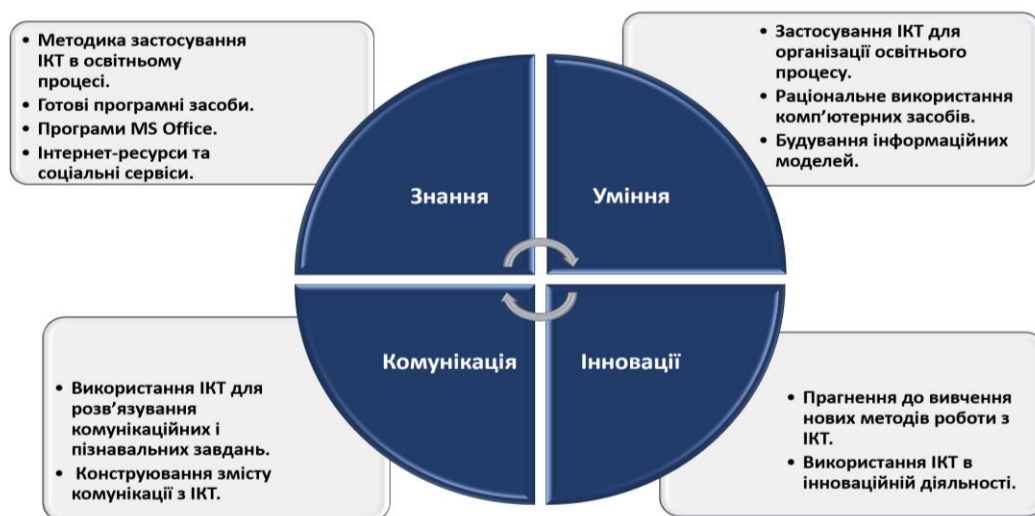 • Методика застосування
ІКТ в освітньому
процесі.
• Готові програмні засоби.
• Програми MS Office.
• Інтернет-ресурси та
соціальні сервіси.
• Застосування ІКТ для
організації освітнього
процесу.
• Раціональне використання
комп’ютерних засобів.
• Будування інформаційних
моделей.
Знання
Уміння
Комунікація
Інновації
• Використання ІКТ для
розв’язування
комунікаційних і
пізнавальних завдань.
• Конструювання змісту
комунікації з ІКТ.
• Прагнення до вивчення
нових методів роботи з
ІКТ.
• Використання ІКТ в
інноваційній діяльності.